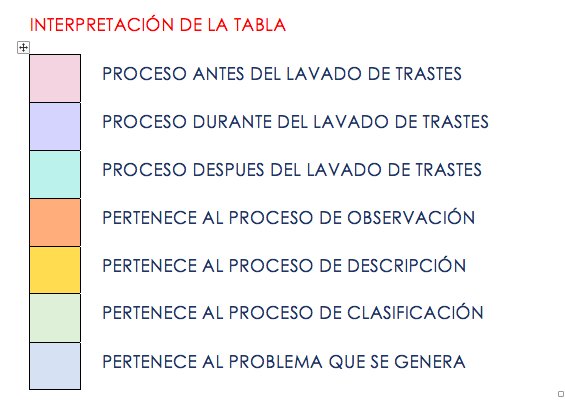 INTERPRETACIÓN DE LA TABLA
PROCESO ANTES DEL LAVADO DE TRASTES
PROCESO DURANTE DEL LAVADO DE TRASTES
PROCESO DESPUES DEL LAVADO DE TRASTES
PERTENECE AL PROCESO DE OBSERVACIÓN
PERTENECE AL PROCESO DE DESCRIPCIÓN
PERTENECE AL PROCESO DE CLASIFICACIÓN
PERTENECE AL PROBLEMA QUE SE GENERA